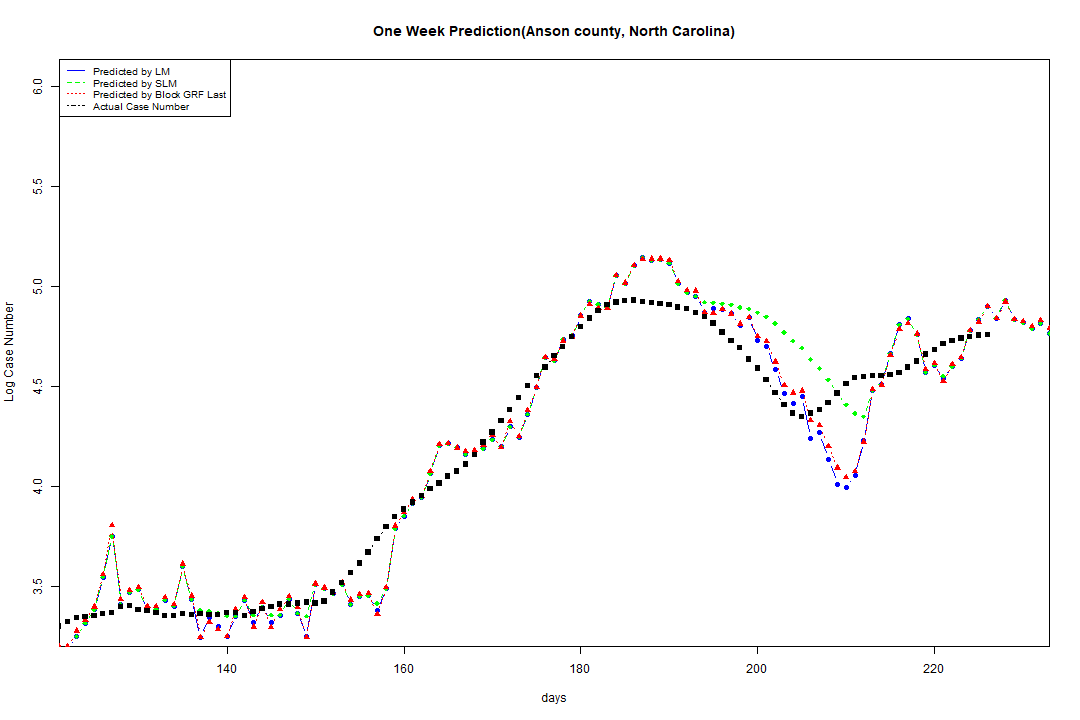 One Week Prediction(Anson county, North Carolina)
Predicted by LM
Predicted by SLM
Predicted by Block GRF Last
Actual Case Number
6.0
5.5
5.0
4.5
4.0
3.5
Log Case Number
140 160 180 200 220
days